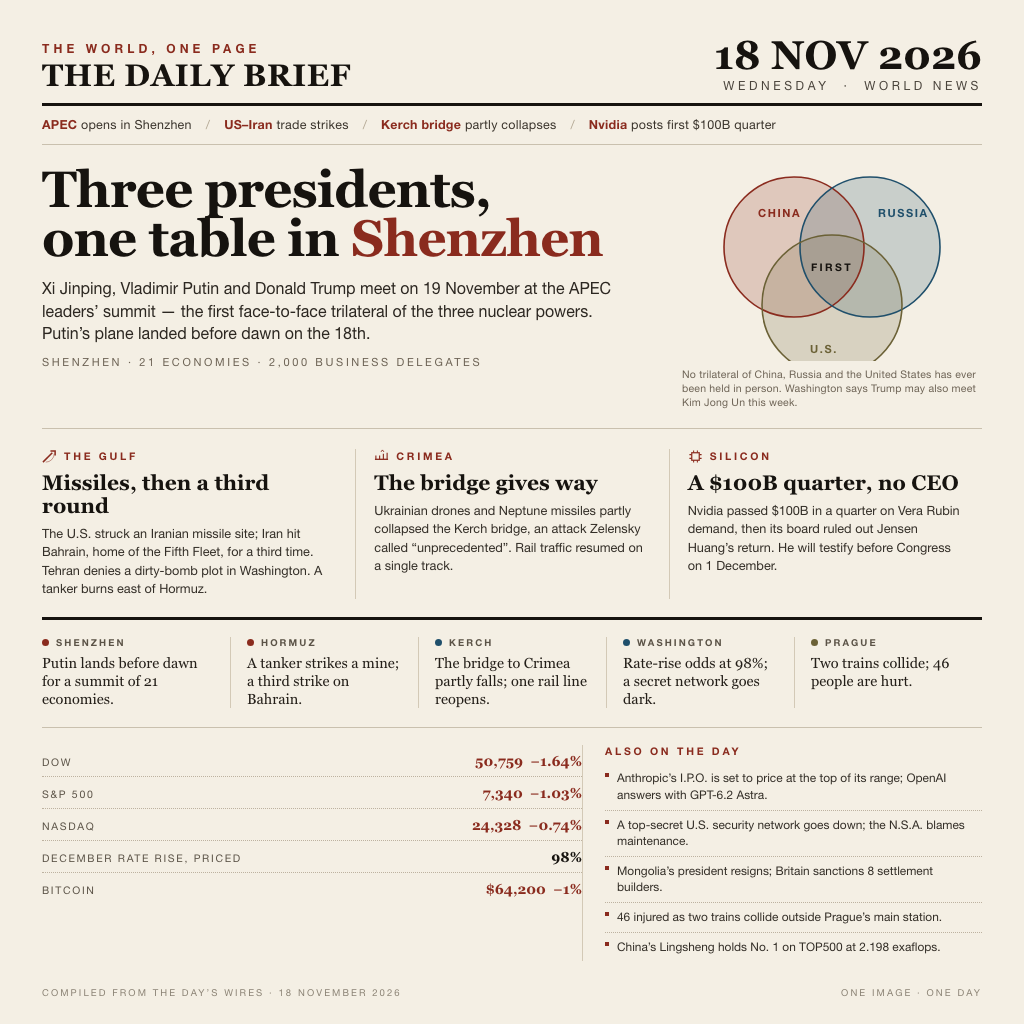 THE WORLD, ONE PAGE
THE DAILY BRIEF
18 NOV 2026
WEDNESDAY · WORLD NEWS
APEC opens in Shenzhen / US–Iran trade strikes / Kerch bridge partly collapses / Nvidia posts first $100B quarter
Three presidents,
one table in Shenzhen
Xi Jinping, Vladimir Putin and Donald Trump meet on 19 November at the APEC
leaders’ summit — the first face-to-face trilateral of the three nuclear powers.
Putin’s plane landed before dawn on the 18th.
SHENZHEN · 21 ECONOMIES · 2,000 BUSINESS DELEGATES
CHINA
RUSSIA
FIRST
U.S.
No trilateral of China, Russia and the United States has ever
been held in person. Washington says Trump may also meet
Kim Jong Un this week.
THE GULF
Missiles, then a third
round
The U.S. struck an Iranian missile site; Iran hit
Bahrain, home of the Fifth Fleet, for a third time.
Tehran denies a dirty-bomb plot in Washington. A
tanker burns east of Hormuz.
CRIMEA
The bridge gives way
Ukrainian drones and Neptune missiles partly
collapsed the Kerch bridge, an attack Zelensky
called “unprecedented”. Rail traffic resumed on
a single track.
SILICON
A $100B quarter, no CEO
Nvidia passed $100B in a quarter on Vera Rubin
demand, then its board ruled out Jensen
Huang’s return. He will testify before Congress
on 1 December.
SHENZHEN
Putin lands before dawn
for a summit of 21
economies.
HORMUZ
A tanker strikes a mine;
a third strike on
Bahrain.
KERCH
The bridge to Crimea
partly falls; one rail line
reopens.
WASHINGTON
Rate-rise odds at 98%;
a secret network goes
dark.
PRAGUE
Two trains collide; 46
people are hurt.
DOW 50,759 −1.64%
S&P 500 7,340 −1.03%
NASDAQ 24,328 −0.74%
DECEMBER RATE RISE, PRICED 98%
BITCOIN $64,200 −1%
ALSO ON THE DAY
Anthropic’s I.P.O. is set to price at the top of its range; OpenAI
answers with GPT-6.2 Astra.
A top-secret U.S. security network goes down; the N.S.A. blames
maintenance.
Mongolia’s president resigns; Britain sanctions 8 settlement
builders.
46 injured as two trains collide outside Prague’s main station.
China’s Lingsheng holds No. 1 on TOP500 at 2.198 exaflops.
COMPILED FROM THE DAY’S WIRES · 18 NOVEMBER 2026
ONE IMAGE · ONE DAY